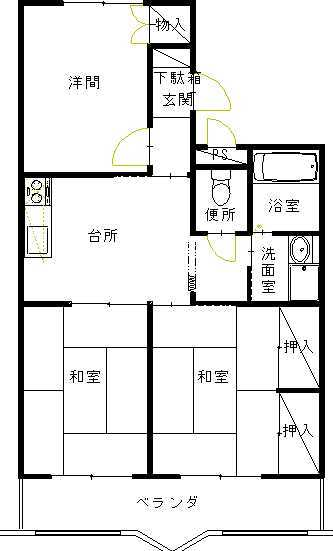 物入
洋間
下駄箱
玄関
PS
便所
浴室
台所
洗面室
和室
和室
押入
押入
ベランダ